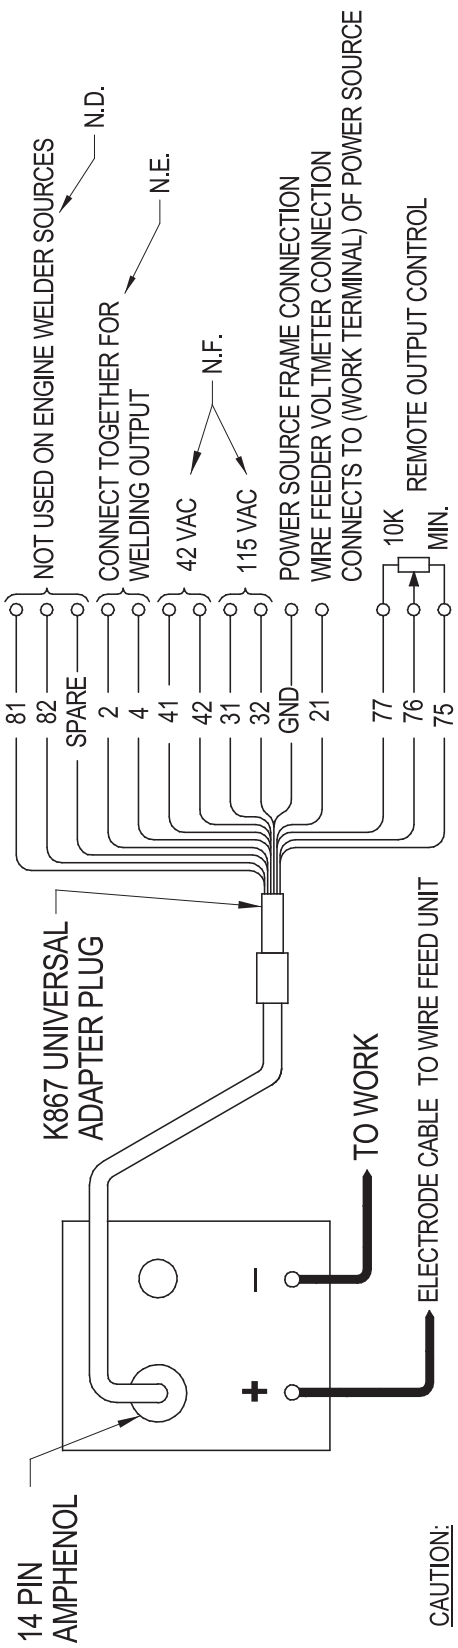 14 PIN
AMPHENOL
K867 UNIVERSAL
ADAPTER PLUG
81
82
SPARE
2
4
41
42
31
32
GND
21
77
76
75
NOT USED ON ENGINE WELDER SOURCES
N.D.
CONNECT TOGETHER FOR
WELDING OUTPUT
N.E.
42 VAC
115 VAC
N.F.
POWER SOURCE FRAME CONNECTION
WIRE FEEDER VOLTMETER CONNECTION
CONNECTS TO (WORK TERMINAL) OF POWER SOURCE
10K
REMOTE OUTPUT CONTROL
MIN.
+
−
TO WORK
ELECTRODE CABLE TO WIRE FEED UNIT
CAUTION: